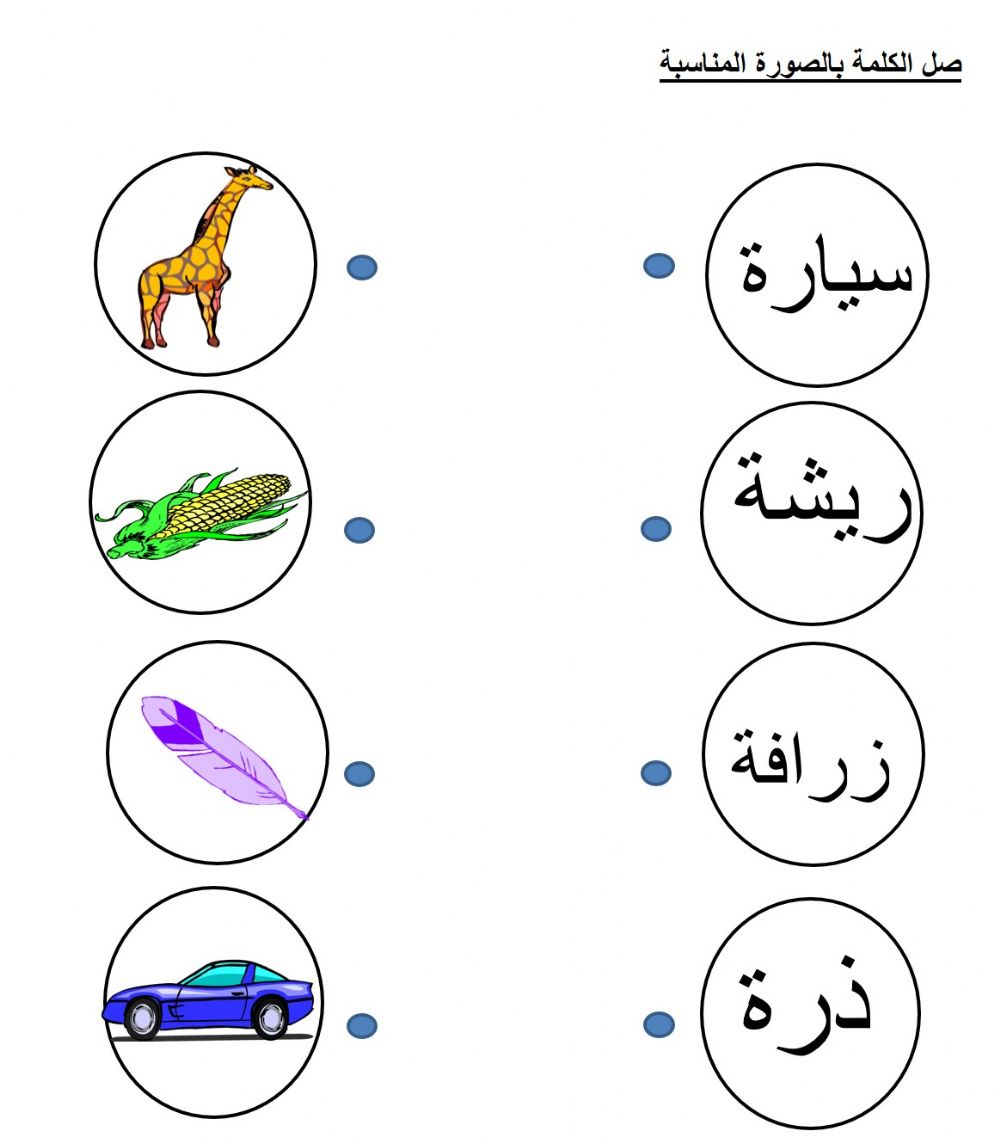 صل الكلمة بالصورة المناسبة
سيارة
ريشة
زرافة
ذرة